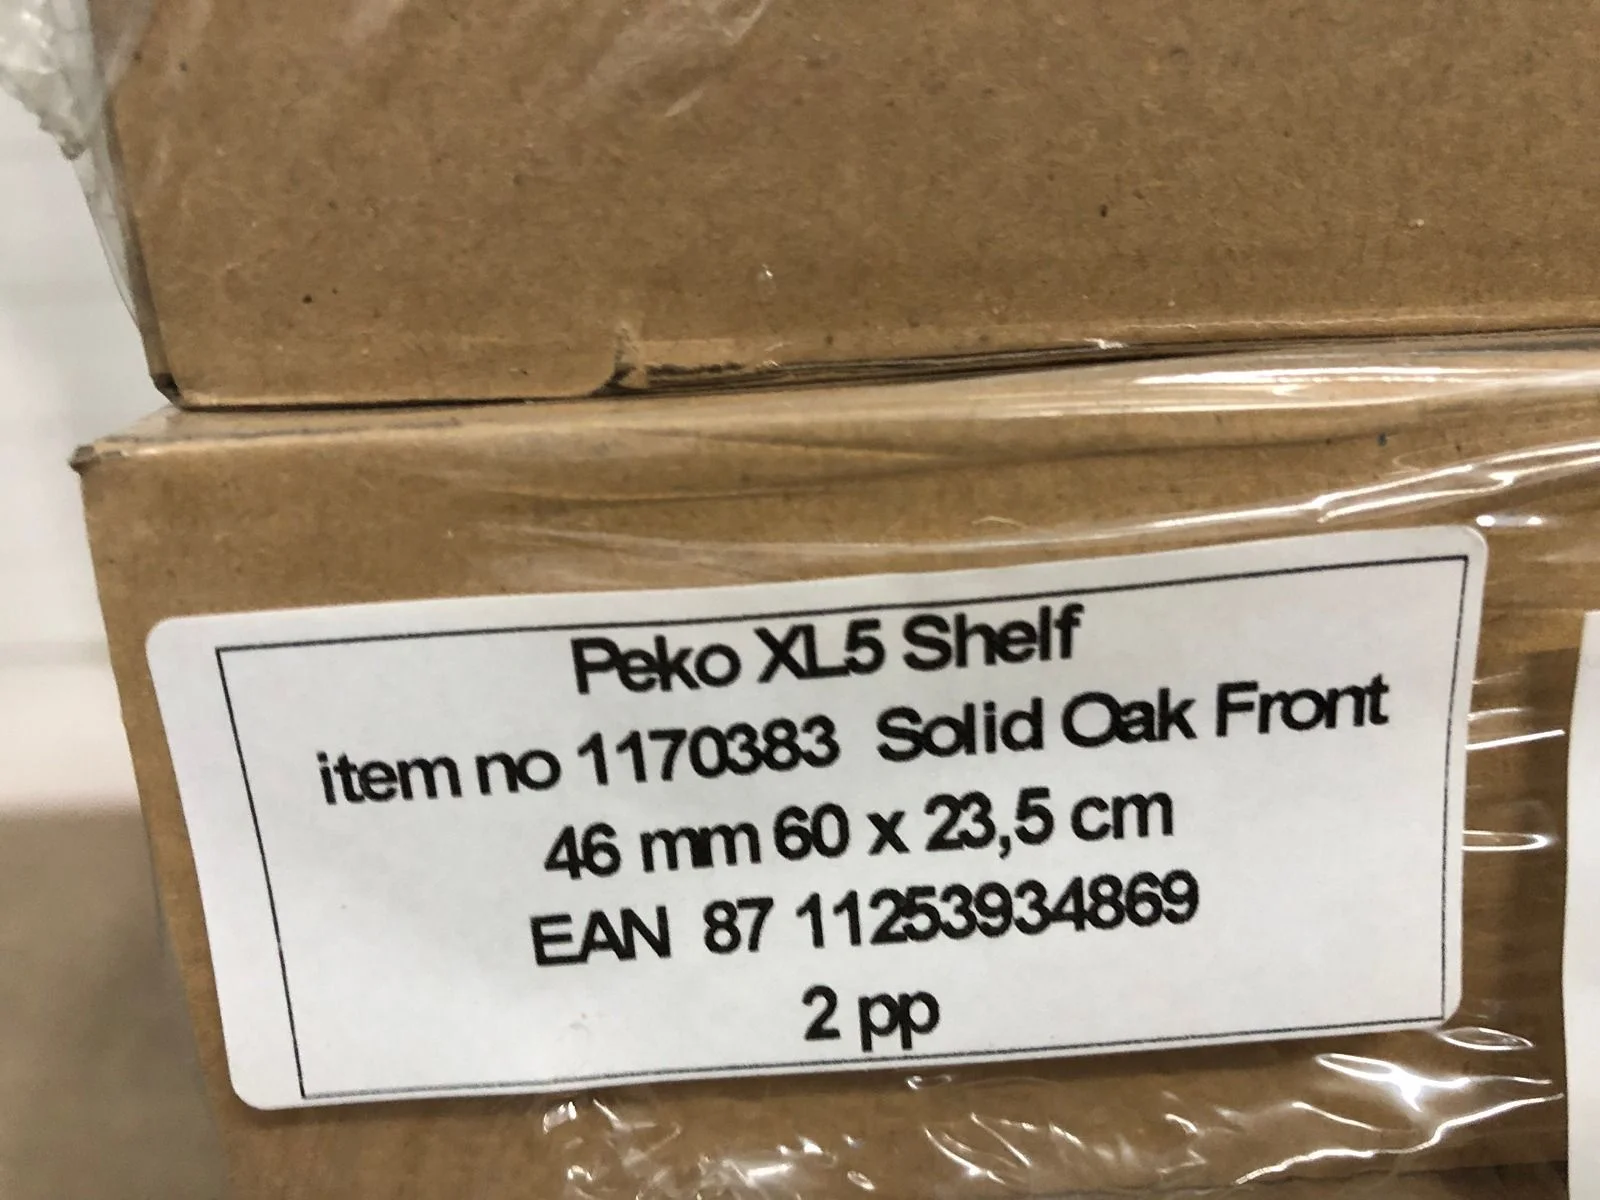 Peko XL5 Shelf
item no 1170383 Solid Oak Front
46 mm 60 x 23,5 cm
EAN 87 11253934869
2 pp